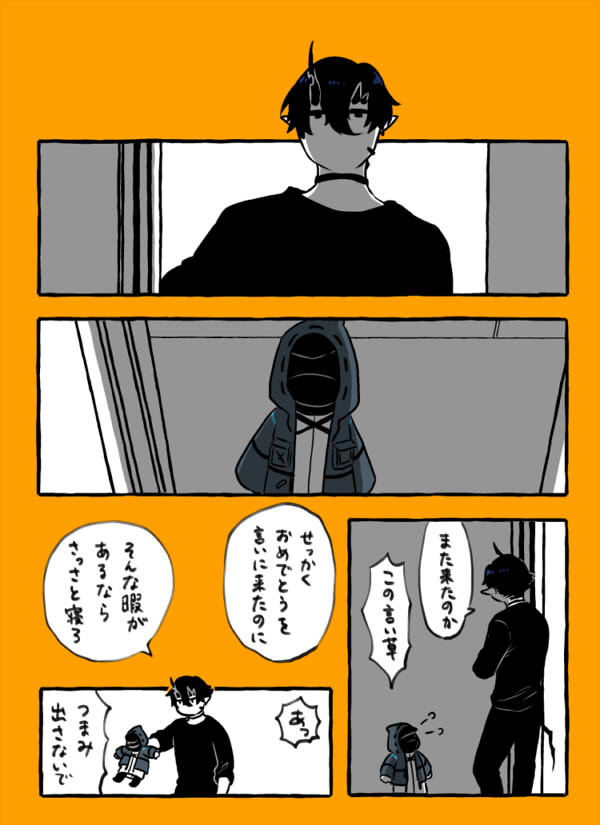 また来たのか
この言い草
せっかく
おめでとうを
言いに来たのに
そんな暇が
あるなら
さっさと寝ろ
あっ
つまみ
出さないで